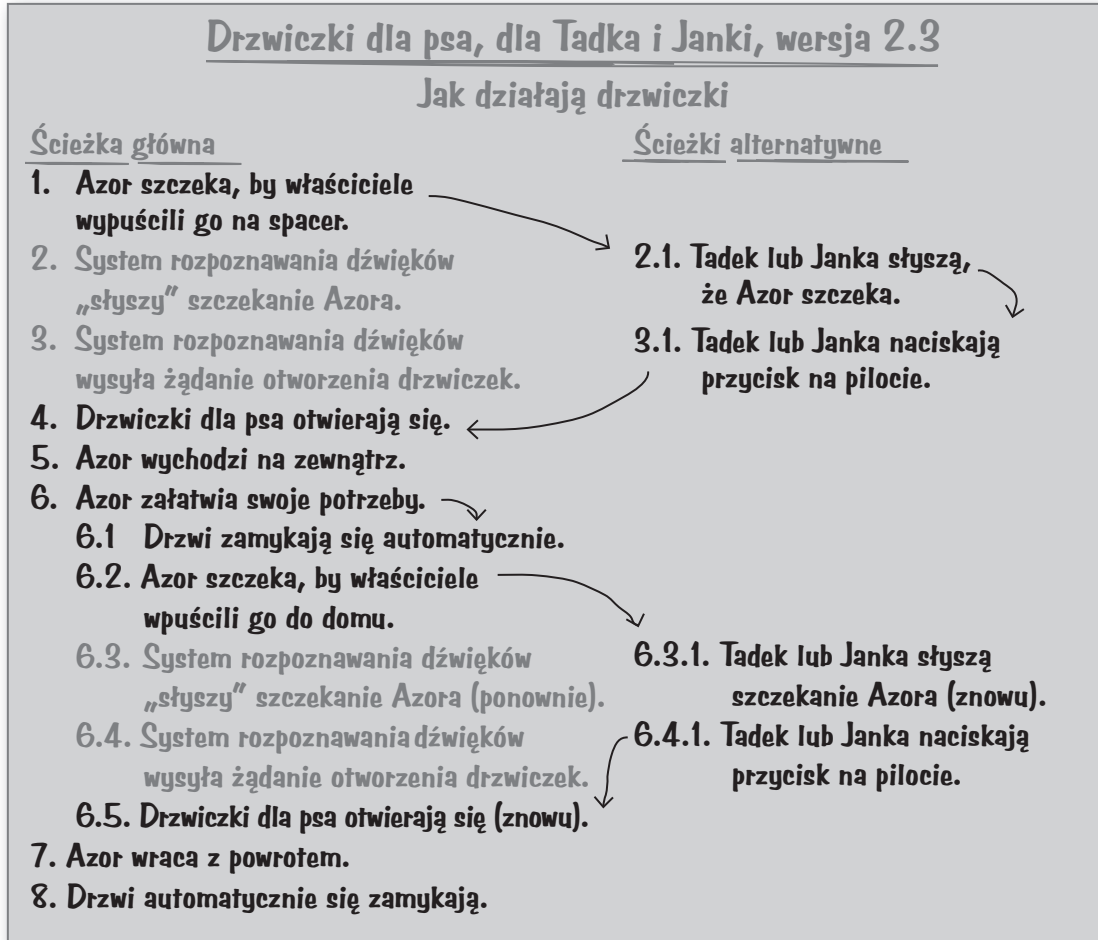 Drzwiczki dla psa, dla Tadka i Janki, wersja 2.3
Jak działają drzwiczki
Ścieżka główna
1. Azor szczeka, by właściciele
wypuścili go na spacer.
2. System rozpoznawania dźwięków
„słyszy” szczekanie Azora.
3. System rozpoznawania dźwięków
wysyła żądanie otworzenia drzwiczek.
4. Drzwiczki dla psa otwierają się.
5. Azor wychodzi na zewnątrz.
6. Azor załatwia swoje potrzeby.
6.1 Drzwi zamykają się automatycznie.
6.2. Azor szczeka, by właściciele
wpuścili go do domu.
6.3. System rozpoznawania dźwięków
„słyszy” szczekanie Azora (ponownie).
6.4. System rozpoznawania dźwięków
wysyła żądanie otworzenia drzwiczek.
6.5. Drzwiczki dla psa otwierają się (znowu).
7. Azor wraca z powrotem.
8. Drzwi automatycznie się zamykają.
Ścieżki alternatywne
2.1. Tadek lub Janka słyszą,
że Azor szczeka.
3.1. Tadek lub Janka naciskają
przycisk na pilocie.
6.3.1. Tadek lub Janka słyszą
szczekanie Azora (znowu).
6.4.1. Tadek lub Janka naciskają
przycisk na pilocie.